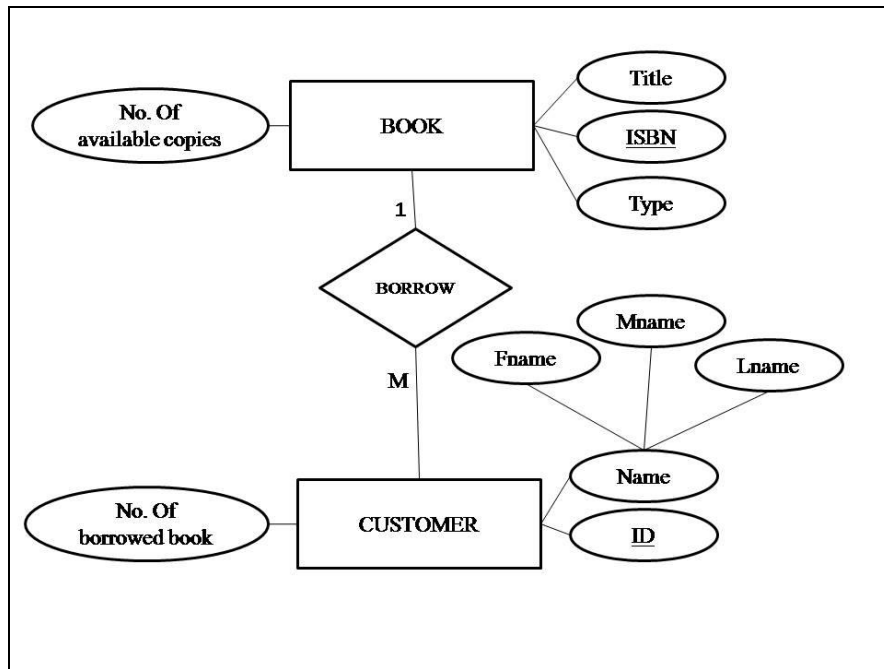 Title
No. Of
available copies
BOOK
ISBN
Type
1
BORROW
Mname
Fname
Lname
M
Name
No. Of
borrowed book
CUSTOMER
ID